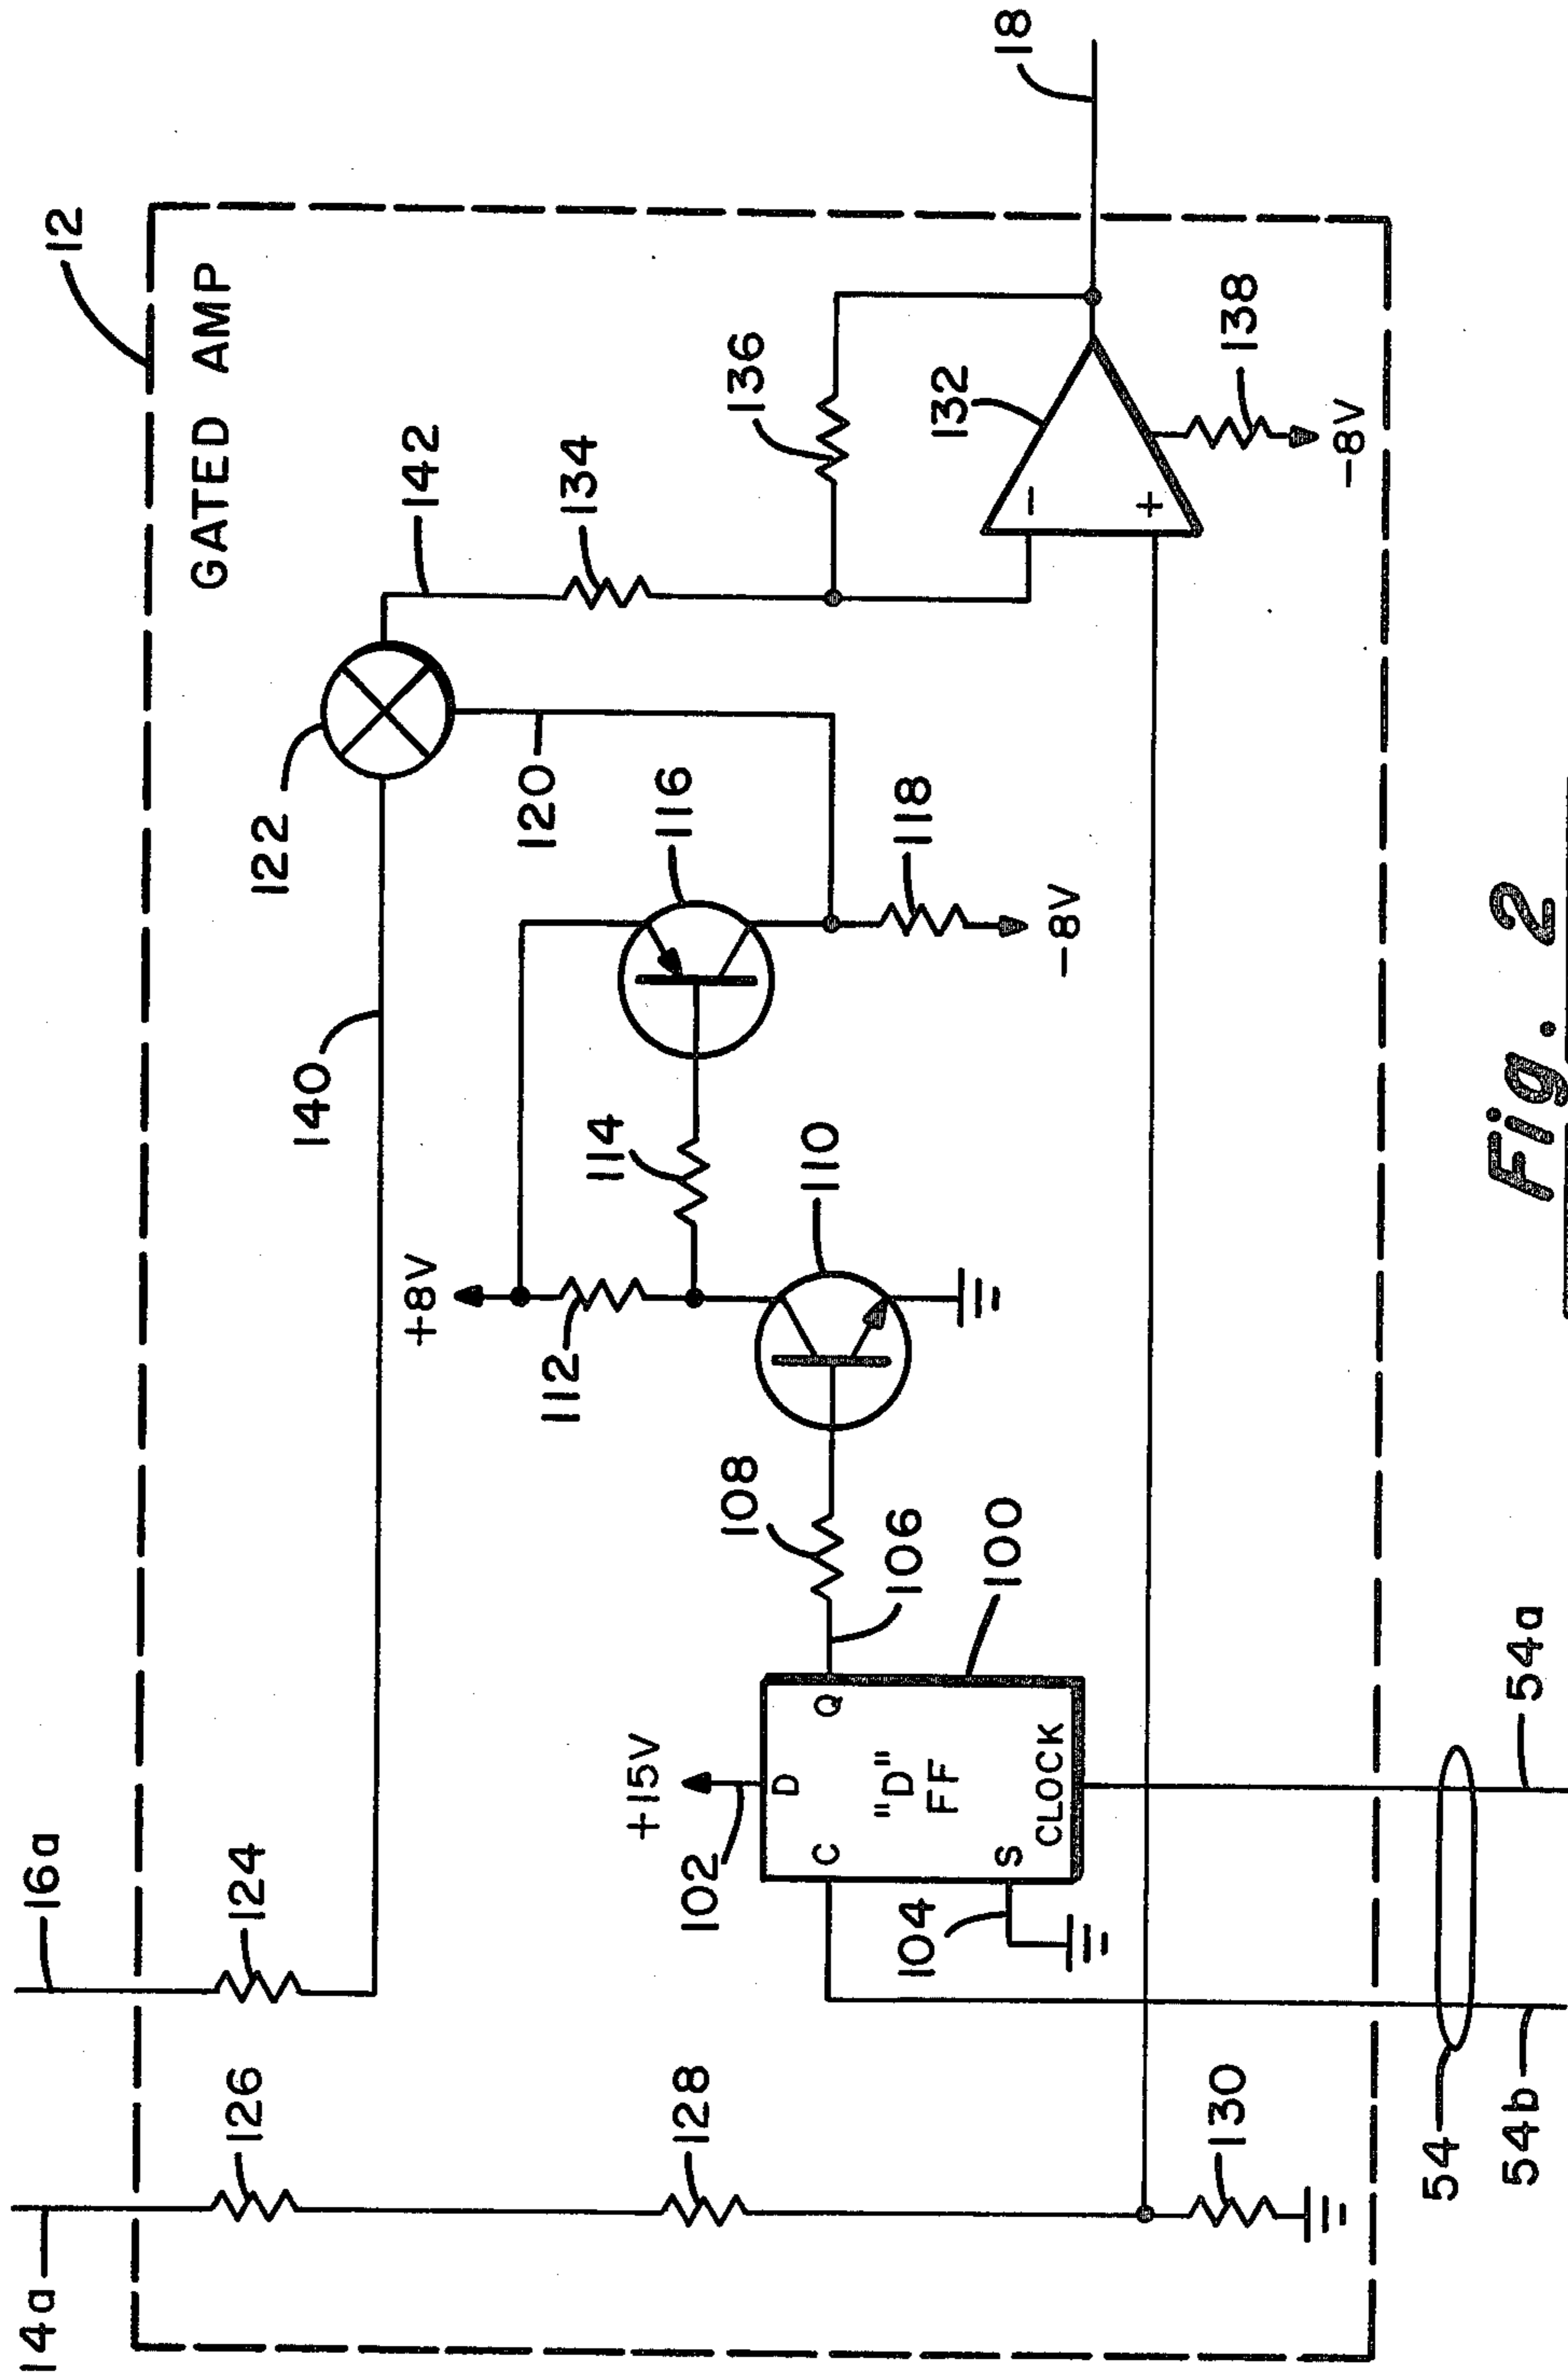 12
GATED AMP
14a
16a
126
124
140
122
142
120
134
136
132
-
+
138
-8V
18
+8V
112
114
116
118
-8V
110
108
106
100
+15V
102
D
C
Q
"D"
FF
S
CLOCK
104
128
130
54
54b
54a
Fig. 2